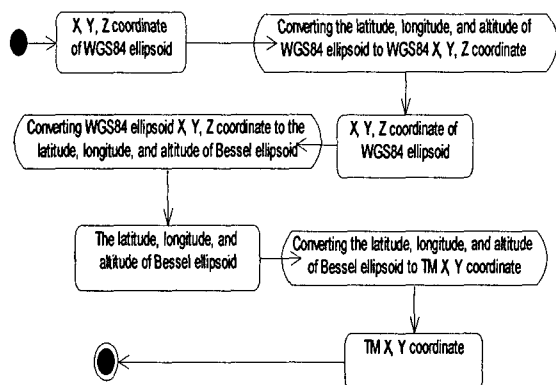 X, Y, Z coordinate
of WGS84 ellipsoid
Converting the latitude, longitude, and altitude of
WGS84 ellipsoid to WGS84 X, Y, Z coordinate
Converting WGS84 ellipsoid X, Y, Z coordinate to the
latitude, longitude, and altitude of Bessel ellipsoid
X, Y, Z coordinate of
WGS84 ellipsoid
The latitude, longitude, and
altitude of Bessel ellipsoid
Converting the latitude, longitude, and altitude
of Bessel ellipsoid to TM X, Y coordinate
TM X, Y coordinate